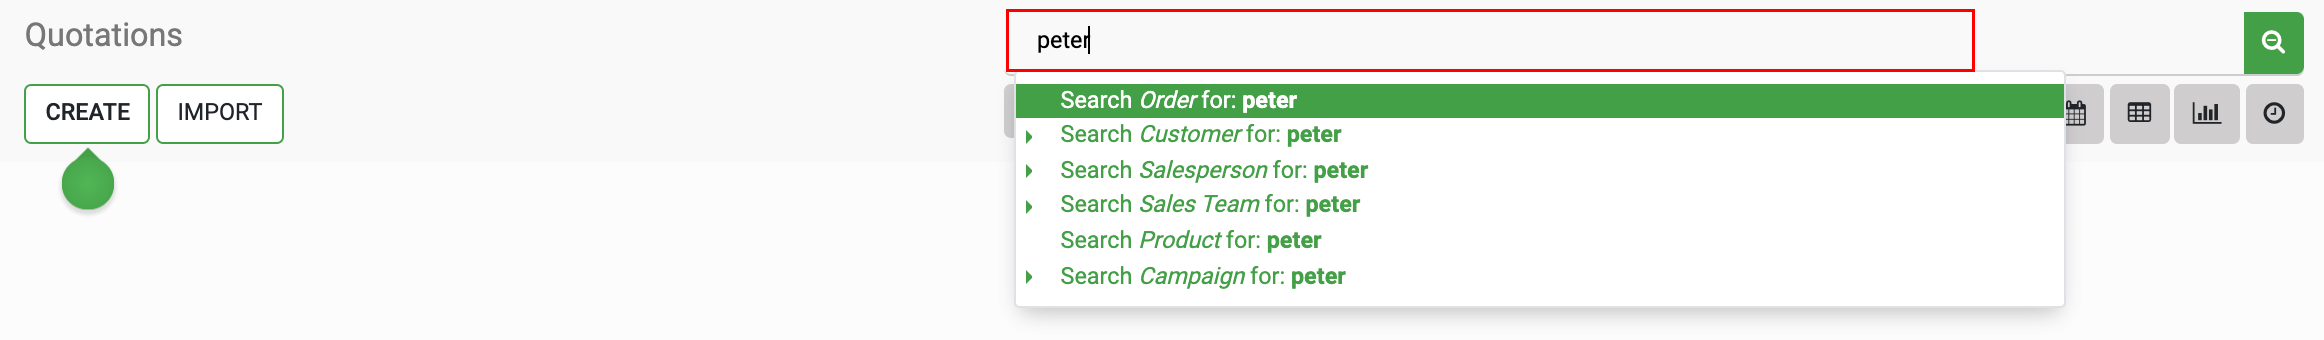 Quotations
peter
CREATE
IMPORT
Search Order for: peter
Search Customer for: peter
Search Salesperson for: peter
Search Sales Team for: peter
Search Product for: peter
Search Campaign for: peter